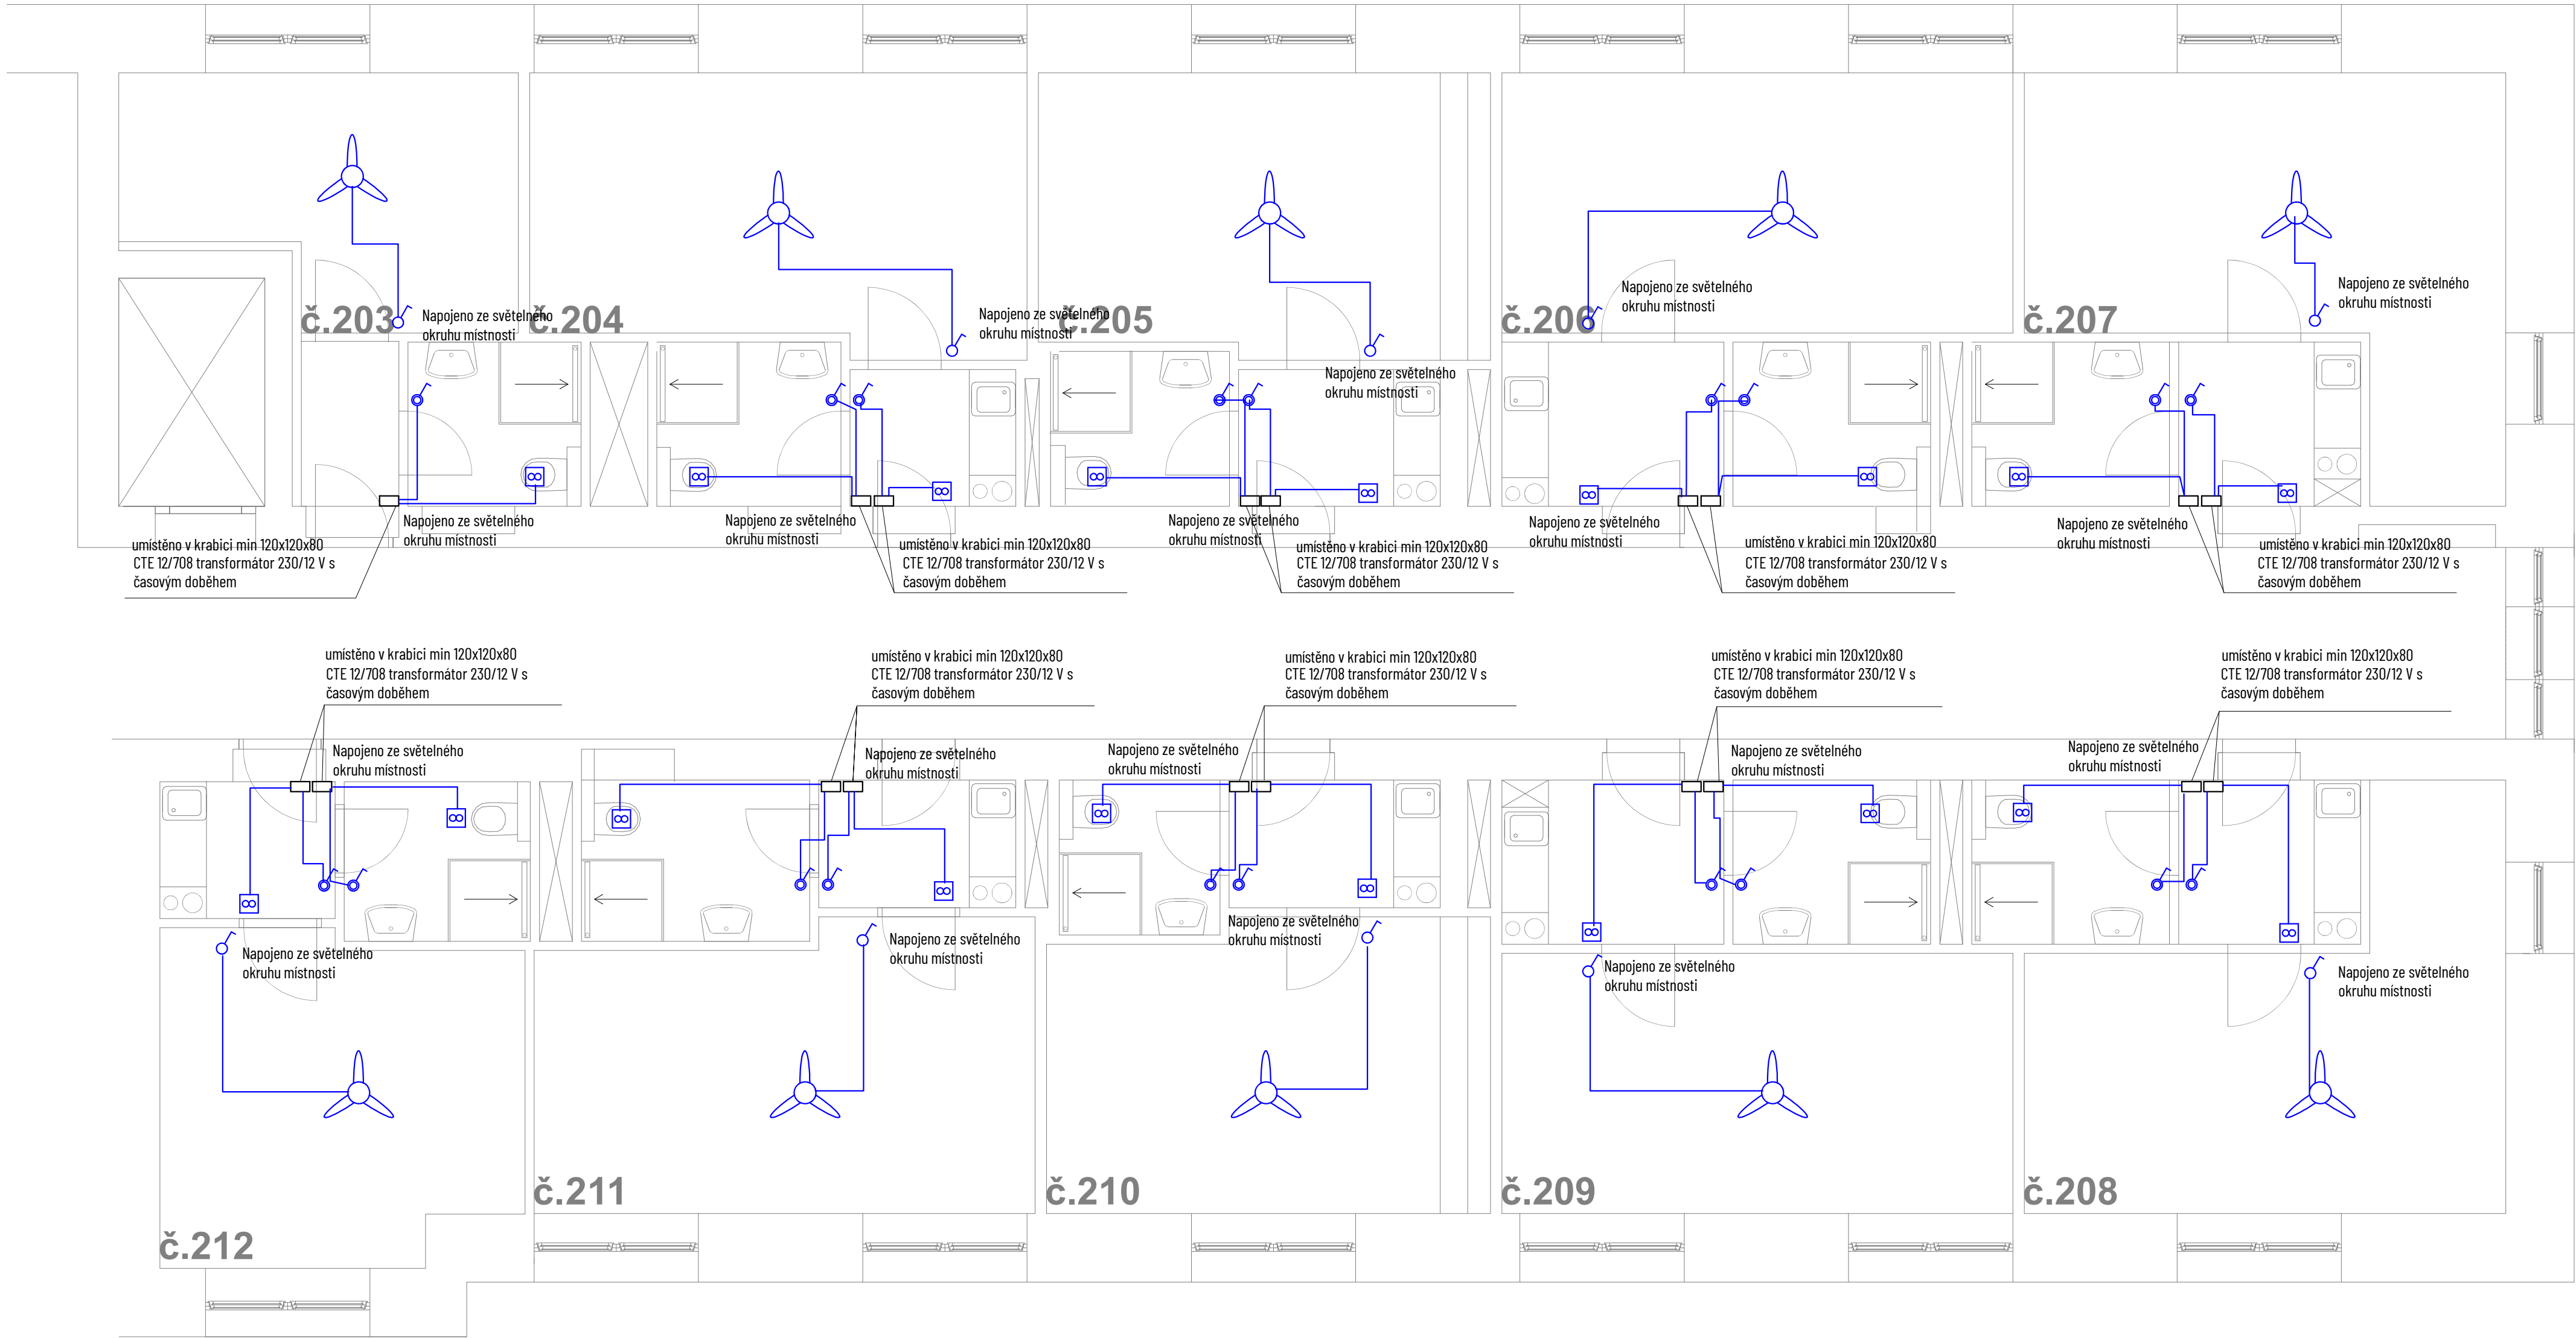 č.203
Napojeno ze světelného
okruhu místnosti
č.204
Napojeno ze světelného
okruhu místnosti
č.205
Napojeno ze světelného
okruhu místnosti
č.206
Napojeno ze světelného
okruhu místnosti
č.207
Napojeno ze světelného
okruhu místnosti
Napojeno ze světelného
okruhu místnosti
umístěno v krabici min 120x120x80
CTE 12/708 transformátor 230/12 V s
časovým doběhem
Napojeno ze světelného
okruhu místnosti
umístěno v krabici min 120x120x80
CTE 12/708 transformátor 230/12 V s
časovým doběhem
Napojeno ze světelného
okruhu místnosti
umístěno v krabici min 120x120x80
CTE 12/708 transformátor 230/12 V s
časovým doběhem
Napojeno ze světelného
okruhu místnosti
umístěno v krabici min 120x120x80
CTE 12/708 transformátor 230/12 V s
časovým doběhem
Napojeno ze světelného
okruhu místnosti
umístěno v krabici min 120x120x80
CTE 12/708 transformátor 230/12 V s
časovým doběhem
umístěno v krabici min 120x120x80
CTE 12/708 transformátor 230/12 V s
časovým doběhem
Napojeno ze světelného
okruhu místnosti
umístěno v krabici min 120x120x80
CTE 12/708 transformátor 230/12 V s
časovým doběhem
Napojeno ze světelného
okruhu místnosti
umístěno v krabici min 120x120x80
CTE 12/708 transformátor 230/12 V s
časovým doběhem
Napojeno ze světelného
okruhu místnosti
umístěno v krabici min 120x120x80
CTE 12/708 transformátor 230/12 V s
časovým doběhem
Napojeno ze světelného
okruhu místnosti
umístěno v krabici min 120x120x80
CTE 12/708 transformátor 230/12 V s
časovým doběhem
Napojeno ze světelného
okruhu místnosti
Napojeno ze světelného
okruhu místnosti
Napojeno ze světelného
okruhu místnosti
Napojeno ze světelného
okruhu místnosti
Napojeno ze světelného
okruhu místnosti
Napojeno ze světelného
okruhu místnosti
č.212
č.211
č.210
č.209
č.208